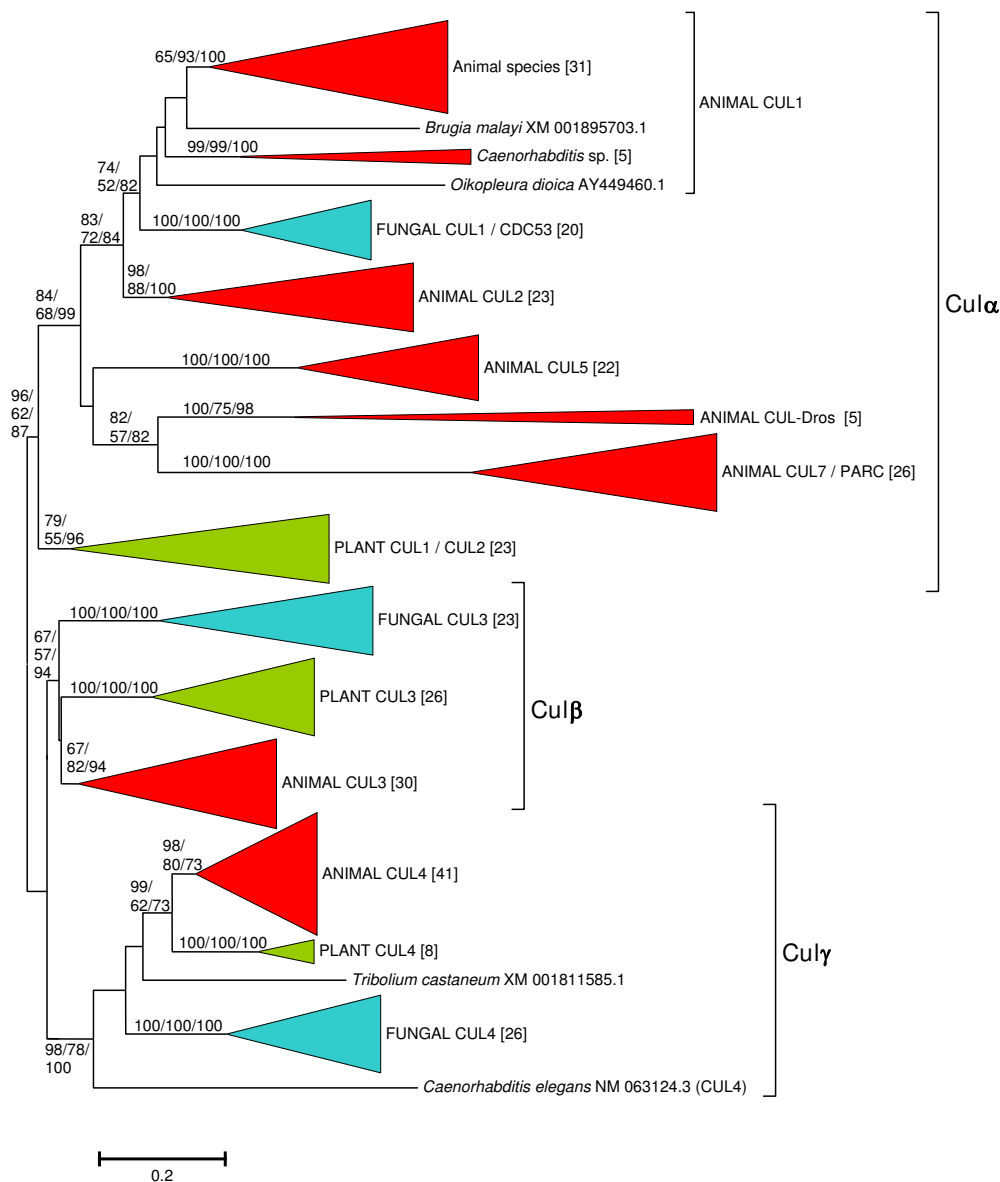 65/93/100
Animal species [31]
ANIMAL CUL1
Brugia malayi XM 001895703.1
99/99/100
Caenorhabditis sp. [5]
74/
52/82
Oikopleura dioica AY449460.1
83/
72/84
100/100/100
FUNGAL CUL1 / CDC53 [20]
98/
88/100
ANIMAL CUL2 [23]
84/
68/99
Culα
100/100/100
ANIMAL CUL5 [22]
96/
62/
87
82/
57/82
100/75/98
ANIMAL CUL-Dros [5]
100/100/100
ANIMAL CUL7 / PARC [26]
79/
55/96
PLANT CUL1 / CUL2 [23]
100/100/100
FUNGAL CUL3 [23]
67/
57/
94
100/100/100
PLANT CUL3 [26]
Culβ
67/
82/94
ANIMAL CUL3 [30]
98/
80/73
ANIMAL CUL4 [41]
99/
62/73
100/100/100
PLANT CUL4 [8]
Culγ
Tribolium castaneum XM 001811585.1
100/100/100
FUNGAL CUL4 [26]
98/78/
100
Caenorhabditis elegans NM 063124.3 (CUL4)
0.2